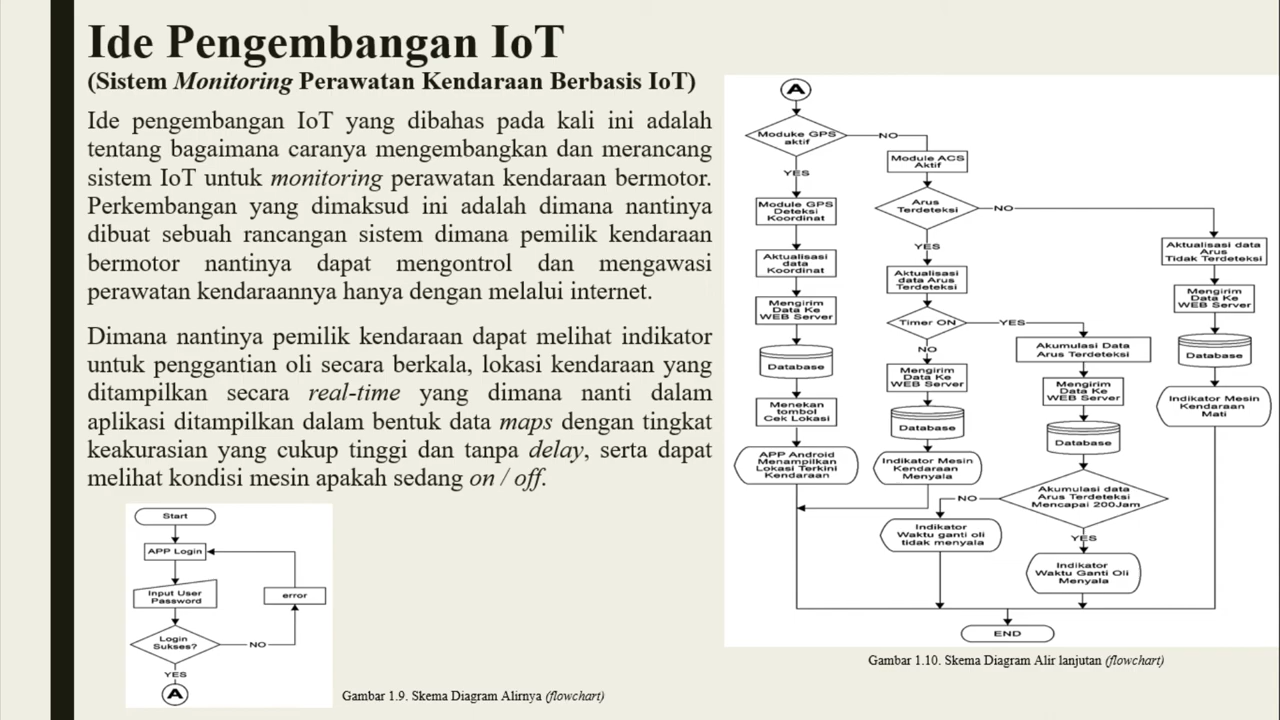 Ide Pengembangan IoT
(Sistem Monitoring Perawatan Kendaraan Berbasis IoT)
Ide pengembangan IoT yang dibahas pada kali ini adalah
tentang bagaimana caranya mengembangkan dan merancang
sistem IoT untuk monitoring perawatan kendaraan bermotor.
Perkembangan yang dimaksud ini adalah dimana nantinya
dibuat sebuah rancangan sistem dimana pemilik kendaraan
bermotor nantinya dapat mengontrol dan mengawasi
perawatan kendaraannya hanya dengan melalui internet.
Dimana nantinya pemilik kendaraan dapat melihat indikator
untuk penggantian oli secara berkala, lokasi kendaraan yang
ditampilkan secara real-time yang dimana nanti dalam
aplikasi ditampilkan dalam bentuk data maps dengan tingkat
keakurasian yang cukup tinggi dan tanpa delay, serta dapat
melihat kondisi mesin apakah sedang on / off.
Start
APP Login
Input User
Password
error
Login
Sukses?
NO
YES
A
Gambar 1.9. Skema Diagram Alirnya (flowchart)
A
Moduke GPS
aktif
NO
YES
Module GPS
Deteksi
Koordinat
Aktualisasi
data
Koordinat
Mengirim
Data Ke
WEB Server
Database
Menekan
tombol
Cek Lokasi
APP Android
Menampilkan
Lokasi Terkini
Kendaraan
Module ACS
Aktif
Arus
Terdeteksi
NO
YES
Aktualisasi
data Arus
Terdeteksi
Timer ON
YES
NO
Mengirim
Data Ke
WEB Server
Database
Indikator Mesin
Kendaraan
Menyala
Akumulasi Data
Arus Terdeteksi
Mengirim
Data Ke
WEB Server
Database
Akumulasi data
Arus Terdeteksi
Mencapai 200Jam
NO
YES
Indikator
Waktu ganti oli
tidak menyala
Indikator
Waktu Ganti Oli
Menyala
Aktualisasi data
Arus
Tidak Terdeteksi
Mengirim
Data Ke
WEB Server
Database
Indikator Mesin
Kendaraan
Mati
END
Gambar 1.10. Skema Diagram Alir lanjutan (flowchart)